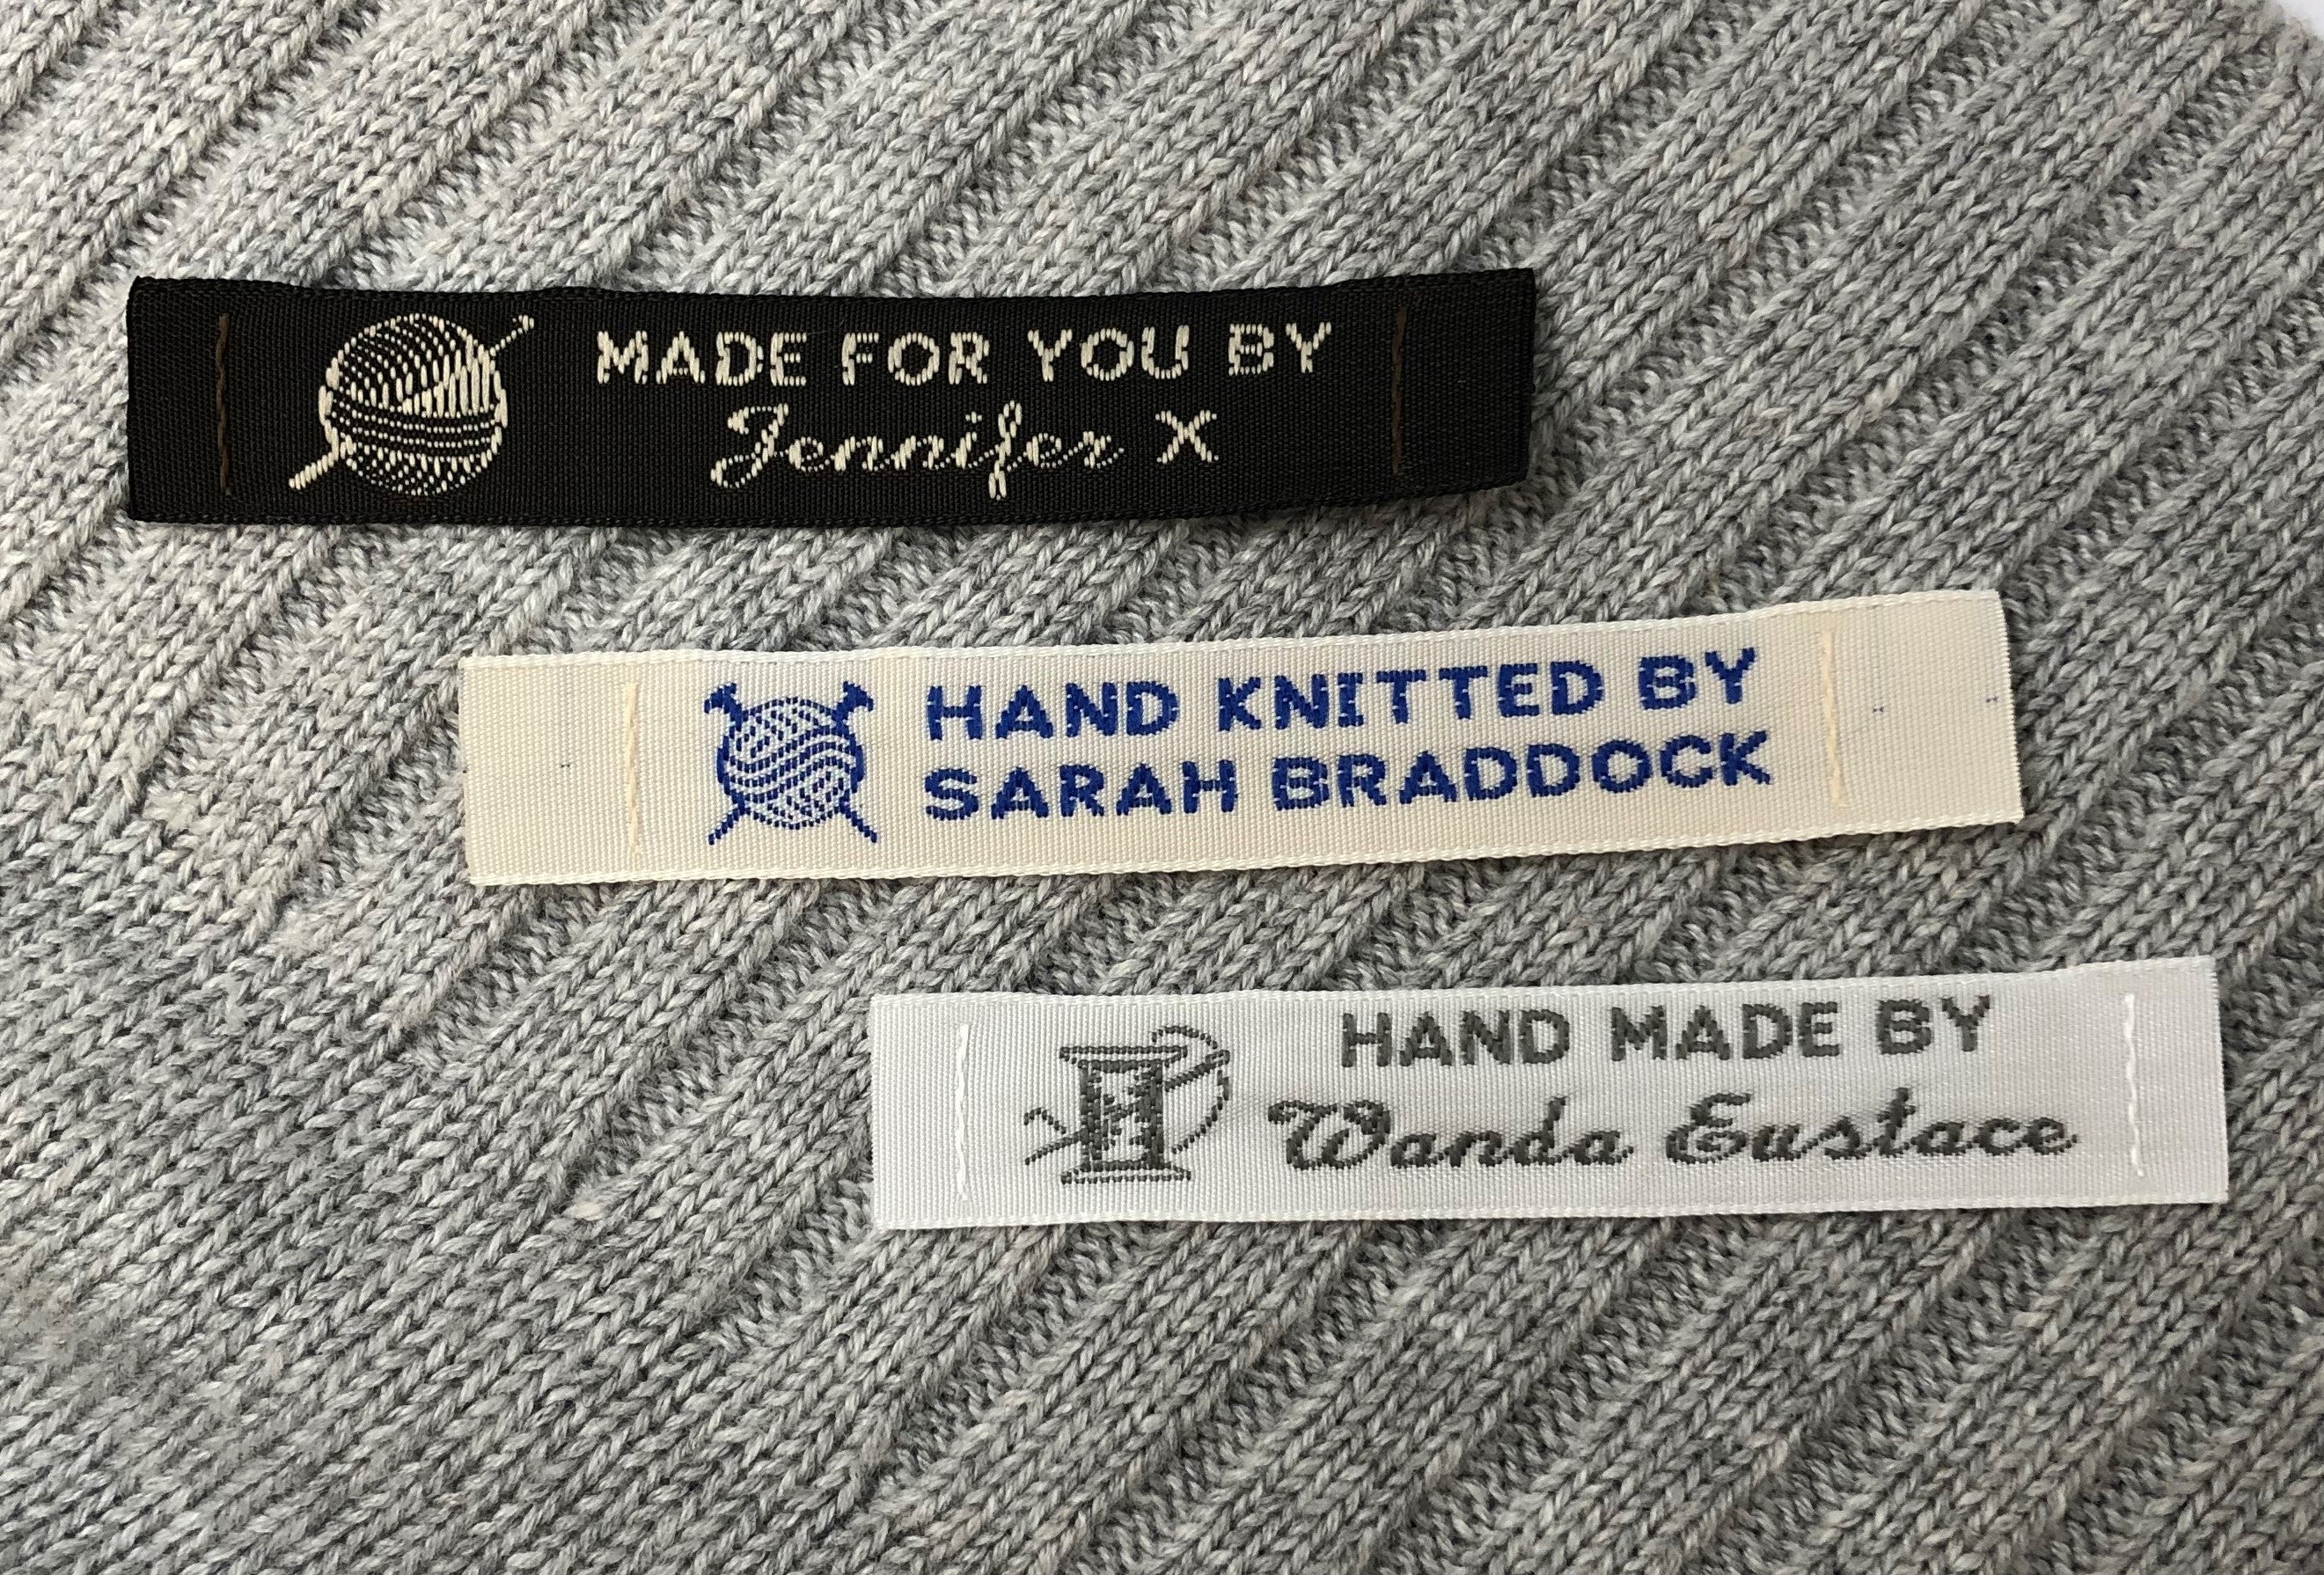 MADE FOR YOU BY
Jennifer X
HAND KNITTED BY
SARAH BRADDOCK
HAND MADE BY
Wanda Eustace